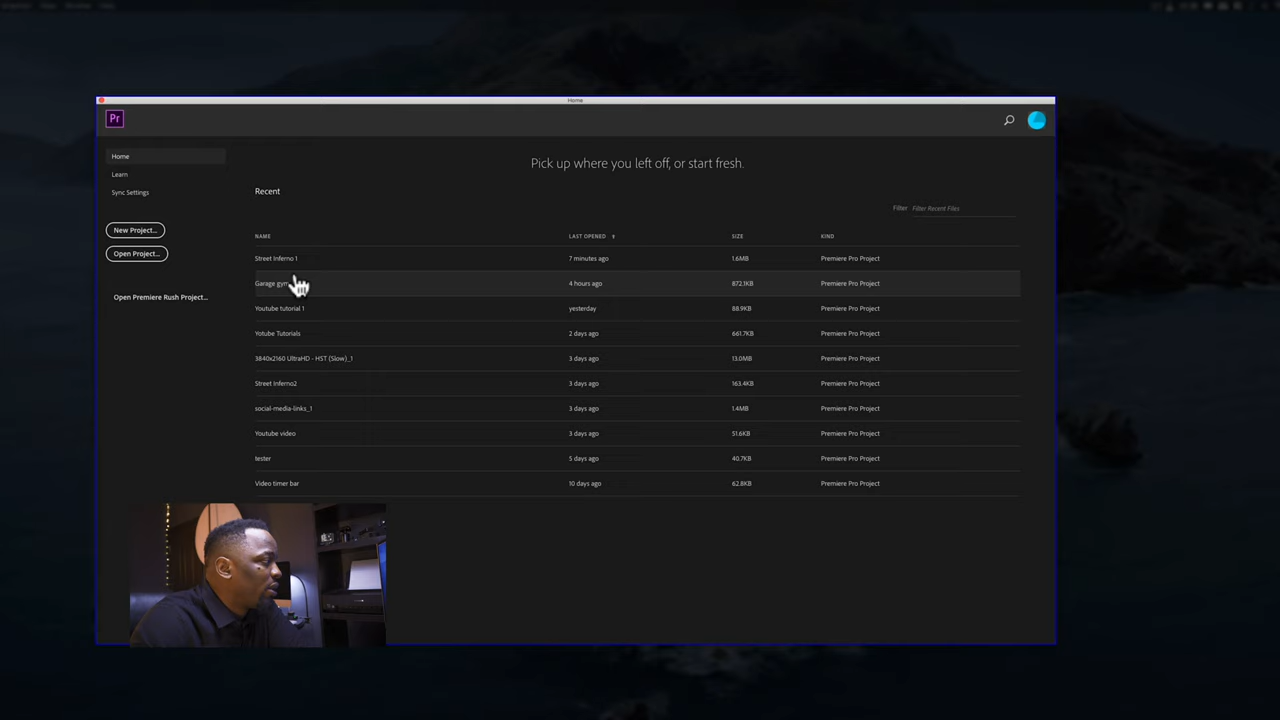 Home
Pr
Home
Learn
Sync Settings
New Project...
Open Project...
Open Premiere Rush Project...
Pick up where you left off, or start fresh.
Recent
Filter Filter Recent Files
NAME LAST OPENED SIZE KIND
Street Inferno 1 7 minutes ago 1.6MB Premiere Pro Project
Garage gym 4 hours ago 872.1KB Premiere Pro Project
Youtube tutorial 1 yesterday 88.9KB Premiere Pro Project
Yotube Tutorials 2 days ago 661.7KB Premiere Pro Project
3840x2160 UltraHD - HST (Slow)_1 3 days ago 13.0MB Premiere Pro Project
Street Inferno2 3 days ago 163.4KB Premiere Pro Project
social-media-links_1 3 days ago 1.4MB Premiere Pro Project
Youtube video 3 days ago 51.6KB Premiere Pro Project
tester 5 days ago 40.7KB Premiere Pro Project
Video timer bar 10 days ago 62.8KB Premiere Pro Project